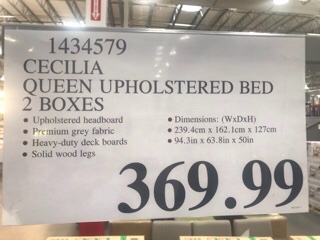 1434579
CECILIA
QUEEN UPHOLSTERED BED
2 BOXES
• Upholstered headboard
• Premium grey fabric
• Heavy-duty deck boards
• Solid wood legs
• Dimensions: (WxDxH)
• 239.4cm x 162.1cm x 127cm
• 94.3in x 63.8in x 50in
369.99